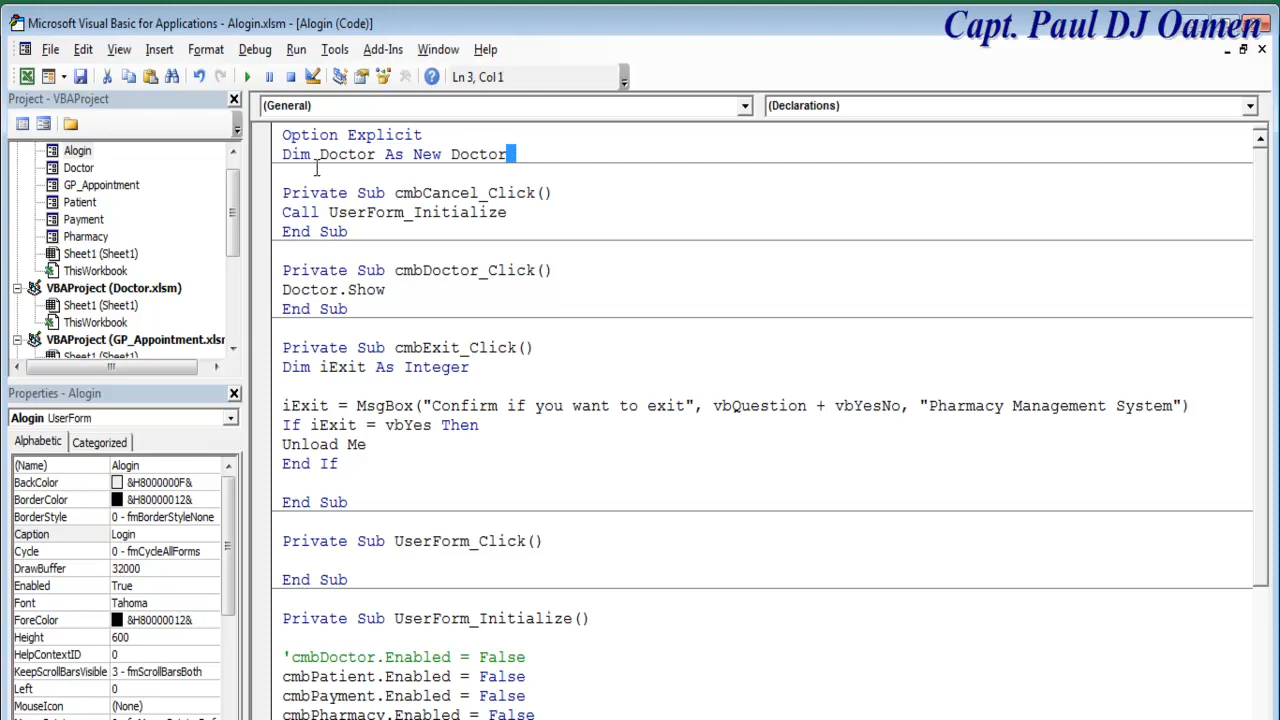 Microsoft Visual Basic for Applications - Alogin.xlsm - [Alogin (Code)]
Capt. Paul DJ Oamen
File Edit View Insert Format Debug Run Tools Add-Ins Window Help
Ln 3, Col 1
Project - VBAProject
(General)
(Declarations)
Alogin
Doctor
GP_Appointment
Patient
Payment
Pharmacy
Sheet1 (Sheet1)
ThisWorkbook
VBAProject (Doctor.xlsm)
Sheet1 (Sheet1)
ThisWorkbook
VBAProject (GP_Appointment.xlsr
Sheet1 (Sheet1)
Option Explicit
Dim Doctor As New Doctor
Private Sub cmbCancel_Click()
Call UserForm_Initialize
End Sub
Private Sub cmbDoctor_Click()
Doctor.Show
End Sub
Private Sub cmbExit_Click()
Dim iExit As Integer
iExit = MsgBox("Confirm if you want to exit", vbQuestion + vbYesNo, "Pharmacy Management System")
If iExit = vbYes Then
Unload Me
End If
End Sub
Private Sub UserForm_Click()
End Sub
Private Sub UserForm_Initialize()
'cmbDoctor.Enabled = False
cmbPatient.Enabled = False
cmbPayment.Enabled = False
cmbPharmacy.Enabled = False
Properties - Alogin
Alogin UserForm
Alphabetic Categorized
(Name) Alogin
BackColor &H8000000F&
BorderColor &H80000012&
BorderStyle 0 - fmBorderStyleNone
Caption Login
Cycle 0 - fmCycleAllForms
DrawBuffer 32000
Enabled True
Font Tahoma
ForeColor &H80000012&
Height 600
HelpContextID 0
KeepScrollBarsVisible 3 - fmScrollBarsBoth
Left 0
MouseIcon (None)